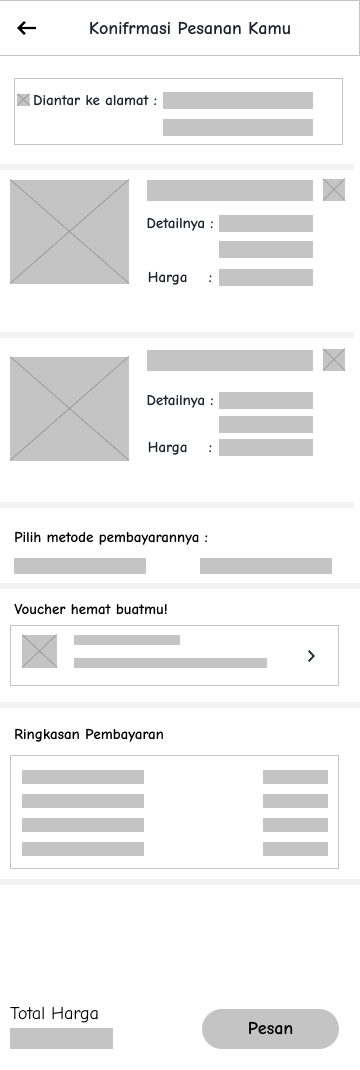 Konifrmasi Pesanan Kamu
Diantar ke alamat :
Detailnya :
Harga :
Detailnya :
Harga :
Pilih metode pembayarannya :
Voucher hemat buatmu!
Ringkasan Pembayaran
Total Harga
Pesan